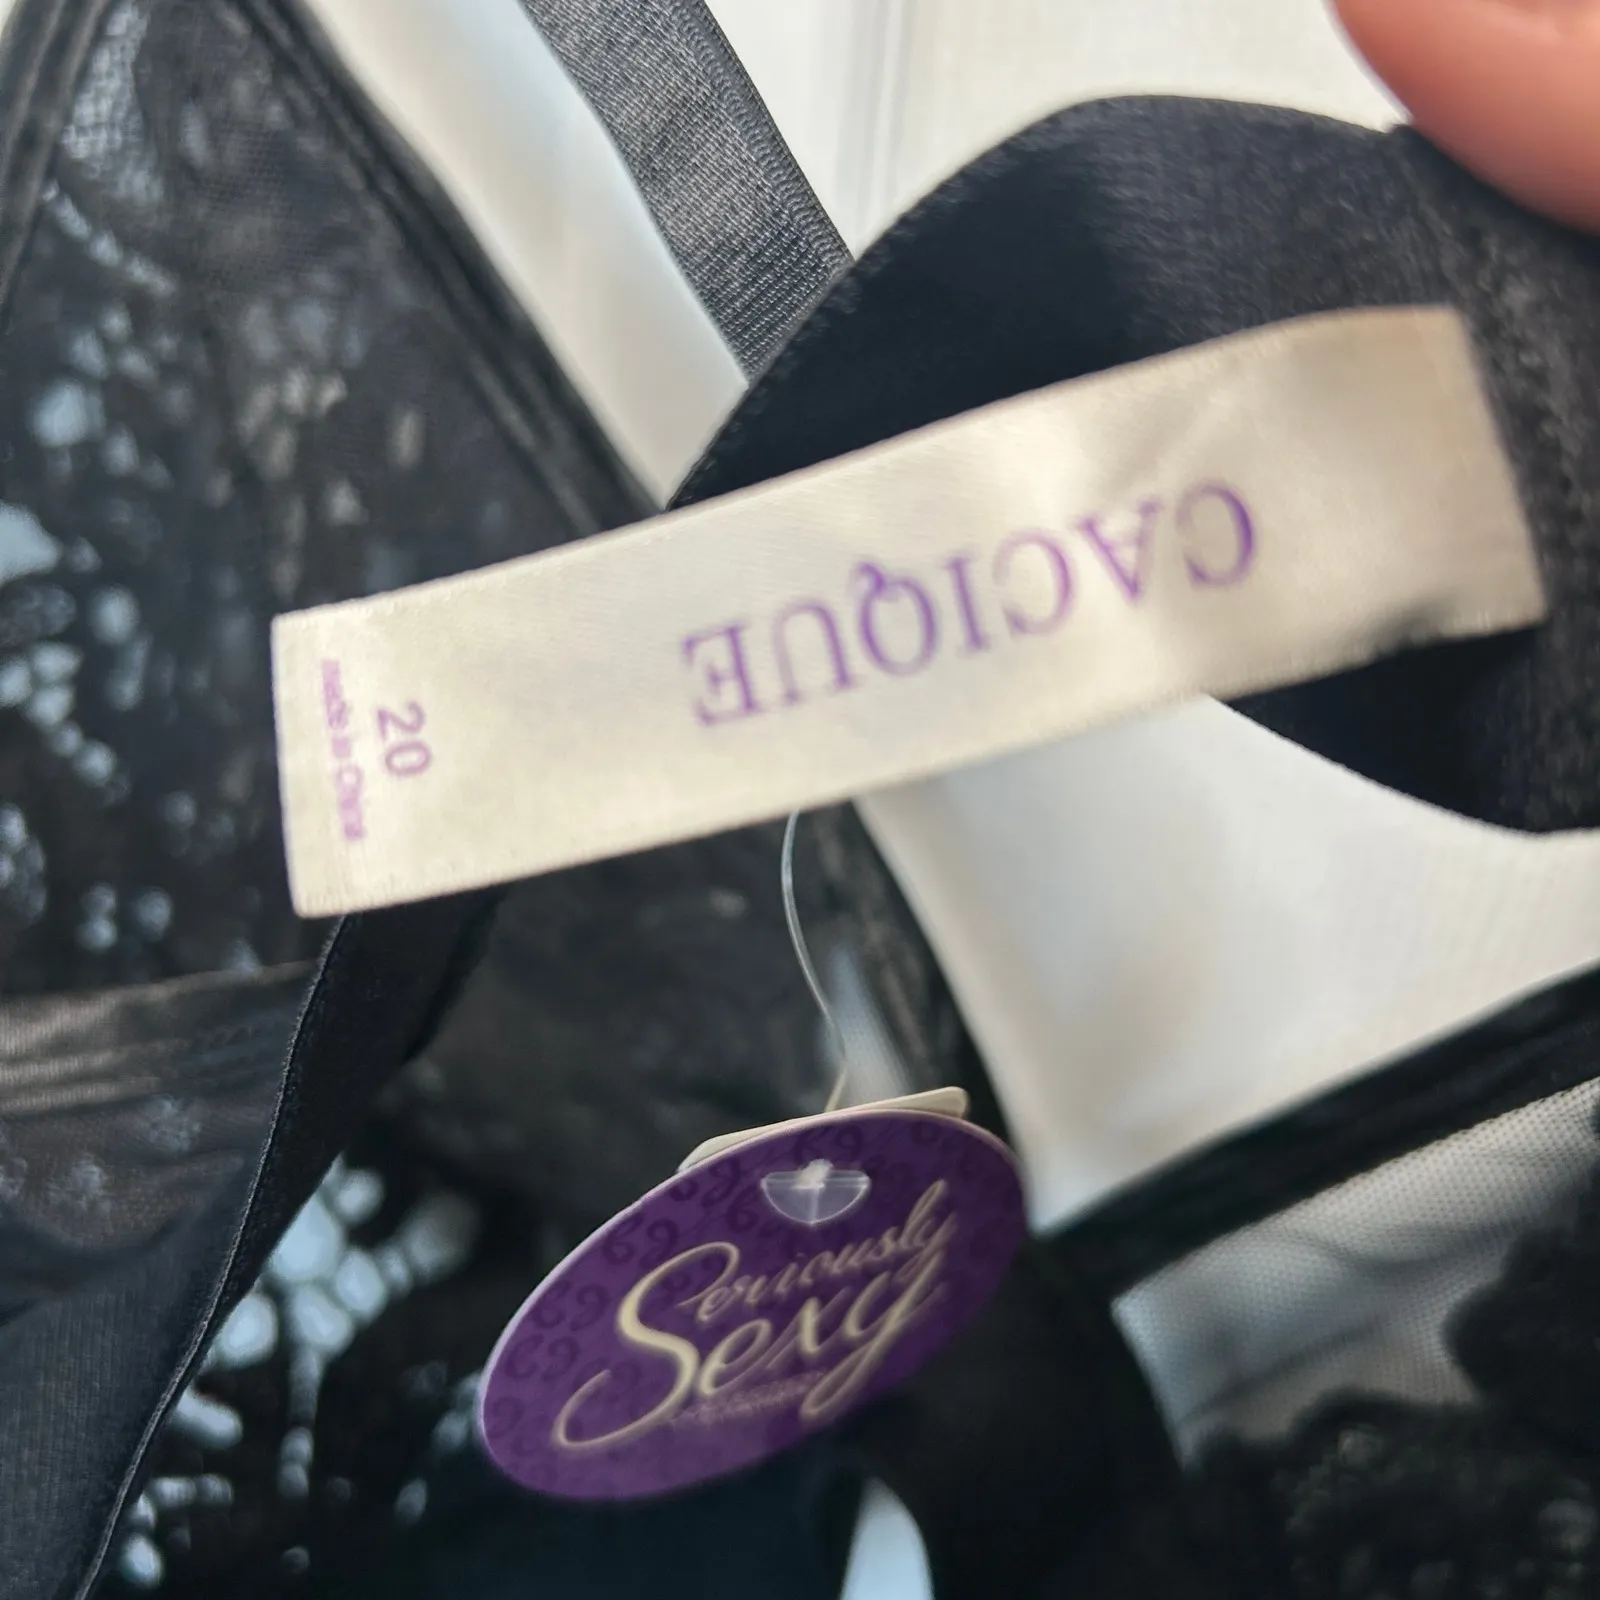 CACIQUE
20
made in China
Seriously
Sexy